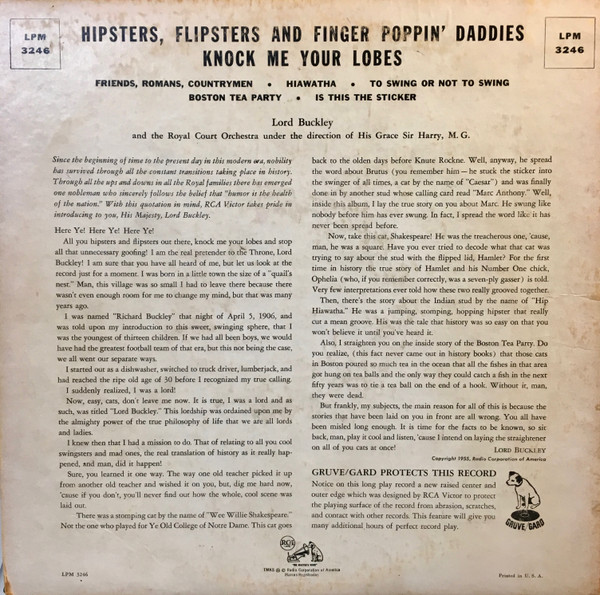 LPM
3246
HIPSTERS, FLIPSTERS AND FINGER POPPIN' DADDIES
KNOCK ME YOUR LOBES
LPM
3246
FRIENDS, ROMANS, COUNTRYMEN • HIAWATHA • TO SWING OR NOT TO SWING
BOSTON TEA PARTY • IS THIS THE STICKER
Lord Buckley
and the Royal Court Orchestra under the direction of His Grace Sir Harry, M. G.
Since the beginning of time to the present day in this modern era, nobility
has survived through all the constant transitions taking place in history.
Through all the ups and downs in all the Royal families there has emerged
one nobleman who sincerely follows the belief that "humor is the health
of the nation." With this quotation in mind, RCA Victor takes pride in
introducing to you, His Majesty, Lord Buckley.
Here Ye! Here Ye! Here Ye!
All you hipsters and flipsters out there, knock me your lobes and stop
all that unnecessary goofing! I am the real pretender to the Throne, Lord
Buckley! I am sure that you have all heard of me, but let us look at the
record just for a moment. I was born in a little town the size of a "quail's
nest." Man, this village was so small I had to leave there because there
wasn't even enough room for me to change my mind, but that was many
years ago.
I was named "Richard Buckley" that night of April 5, 1906, and
was told upon my introduction to this sweet, swinging sphere, that I
was the youngest of thirteen children. If we had all been boys, we would
have had the greatest football team of that era, but this not being the case,
we all went our separate ways.
I started out as a dishwasher, switched to truck driver, lumberjack, and
had reached the ripe old age of 30 before I recognized my true calling.
I suddenly realized, I was a lord!
Now, easy, cats, don't leave me now. It is true, I was a lord and as
such, was titled "Lord Buckley." This lordship was ordained upon me by
the almighty power of the true philosophy of life that we are all lords
and ladies.
I knew then that I had a mission to do. That of relating to all you cool
swingsters and mad ones, the real translation of history as it really hap-
pened, and man, did it happen!
Sure, you learned it one way. The way one old teacher picked it up
from another old teacher and wished it on you, but, dig me hard now,
'cause if you don't, you'll never find out how the whole, cool scene was
laid out.
There was a stomping cat by the name of "Wee Willie Shakespeare."
Not the one who played for Ye Old College of Notre Dame. This cat goes
back to the olden days before Knute Rockne. Well, anyway, he spread
the word about Brutus (you remember him — he stuck the sticker into
the swinger of all times, a cat by the name of "Caesar") and was finally
done in by another stud whose calling card read "Marc Anthony." Well,
inside this album, I lay the true story on you about Marc. He swung like
nobody before him has ever swung. In fact, I spread the word like it has
never been spread before.
Now, take this cat, Shakespeare! He was the treacherous one, 'cause,
man, he was a square. Have you ever tried to decode what that cat was
trying to say about the stud with the flipped lid, Hamlet? For the first
time in history the true story of Hamlet and his Number One chick,
Ophelia (who, if you remember correctly, was a seven-ply gasser) is told.
Very few interpretations ever told how these two really grooved together.
Then, there's the story about the Indian stud by the name of "Hip
Hiawatha." He was a jumping, stomping, hopping hipster that really
cut a mean groove. His was the tale that history was so easy on that you
won't believe it until you've heard it.
Also, I straighten you on the inside story of the Boston Tea Party. Do
you realize, (this fact never came out in history books) that those cats
in Boston poured so much tea in the ocean that all the fishes in that area
got hung on tea balls and the only way they could catch a fish in the next
fifty years was to tie a tea ball on the end of a hook. Without it, man,
they were dead.
But frankly, my subjects, the main reason for all of this is because the
stories that have been laid on you in front are all wrong. You all have
been misled long enough. It is time for the facts to be known, so sit
back, man, play it cool and listen, 'cause I intend on laying the straightener
on all of you cats at once!
LORD BUCKLEY
Copyright 1955, Radio Corporation of America
GRUVE/GARD PROTECTS THIS RECORD
Notice on this long play record a new raised center and
outer edge which was designed by RCA Victor to protect
the playing surface of the record from abrasion, scratches,
and contact with other records. This feature will give you
many additional hours of perfect record play.
GRUVE/GARD
RCA
"HIS MASTER'S VOICE"
TMKS ® Radio Corporation of America
LPM 3246
Printed in U. S. A.